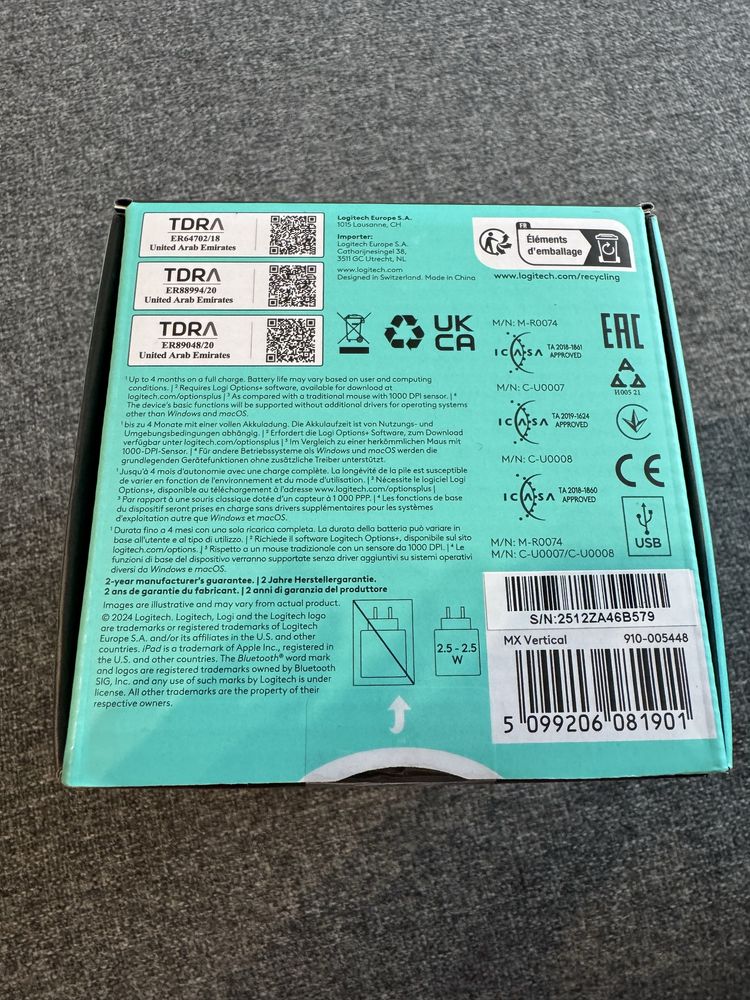 TDRA
ER64702/18
United Arab Emirates
TDRA
ER88994/20
United Arab Emirates
TDRA
ER89048/20
United Arab Emirates
Logitech Europe S.A.
1015 Lausanne, CH
Importer:
Logitech Europe S.A.
Catharijnesingel 38,
3511 GC Utrecht, NL
www.logitech.com
Designed in Switzerland. Made in China
FR
Éléments
d'emballage
www.logitech.com/recycling
UK
CA
M/N: M-R0074
ICASA
TA 2018-1861
APPROVED
M/N: C-U0007
ICASA
TA 2019-1624
APPROVED
M/N: C-U0008
ICASA
TA 2018-1860
APPROVED
M/N: M-R0074
M/N: C-U0007/C-U0008
EAC
H005 21
CE
USB
¹ Up to 4 months on a full charge. Battery life may vary based on user and computing
conditions. | ² Requires Logi Options+ software, available for download at
logitech.com/optionsplus | ³ As compared to a traditional mouse with 1000 DPI sensor. | ⁴
The device's basic functions will be supported without additional drivers for operating systems
other than Windows and macOS.
¹ bis zu 4 Monate mit einer vollen Akkuladung. Die Akkulaufzeit ist von Nutzungs- und
Umgebungsbedingungen abhängig. | ² Erfordert die Logi Options+ Software, zum Download
verfügbar unter logitech.com/optionsplus | ³ Im Vergleich zu einer herkömmlichen Maus mit
1000-DPI-Sensor. | ⁴ Für andere Betriebssysteme als Windows und macOS werden die
grundlegenden Gerätefunktionen ohne zusätzliche Treiber unterstützt.
¹ Jusqu'à 4 mois d'autonomie avec une charge complète. La longévité de la pile est susceptible
de varier en fonction de l'environnement et du mode d'utilisation. | ² Nécessite le logiciel Logi
Options+, disponible au téléchargement à l'adresse www.logitech.com/optionsplus |
³ Par rapport à une souris classique dotée d'un capteur à 1000 PPP. | ⁴ Les fonctions de base
du dispositif seront prises en charge sans drivers supplémentaires pour les systèmes
d'exploitation autre que Windows et macOS.
¹ Durata fino a 4 mesi con una sola ricarica completa. La durata della batteria può variare in
base all'utente e al tipo di utilizzo. | ² Richiede il software Logitech Options+, disponibile sul sito
logitech.com/options. | ³ Rispetto a un mouse tradizionale con un sensore da 1000 DPI. | ⁴ Le
funzioni di base del dispositivo verranno supportate senza driver aggiuntivi su sistemi operativi
diversi da Windows e macOS.
2-year manufacturer's guarantee. | 2 Jahre Herstellergarantie.
2 ans de garantie du fabricant. | 2 anni di garanzia del produttore
Images are illustrative and may vary from actual product.
© 2024 Logitech. Logitech, Logi and the Logitech logo
are trademarks or registered trademarks of Logitech
Europe S.A. and/or its affiliates in the U.S. and other
countries. iPad is a trademark of Apple Inc., registered in
the U.S. and other countries. The Bluetooth® word mark
and logos are registered trademarks owned by Bluetooth
SIG, Inc. and any use of such marks by Logitech is under
license. All other trademarks are the property of their
respective owners.
2.5 - 2.5
W
S/N:2512ZA46B579
MX Vertical 910-005448
5 099206 081901